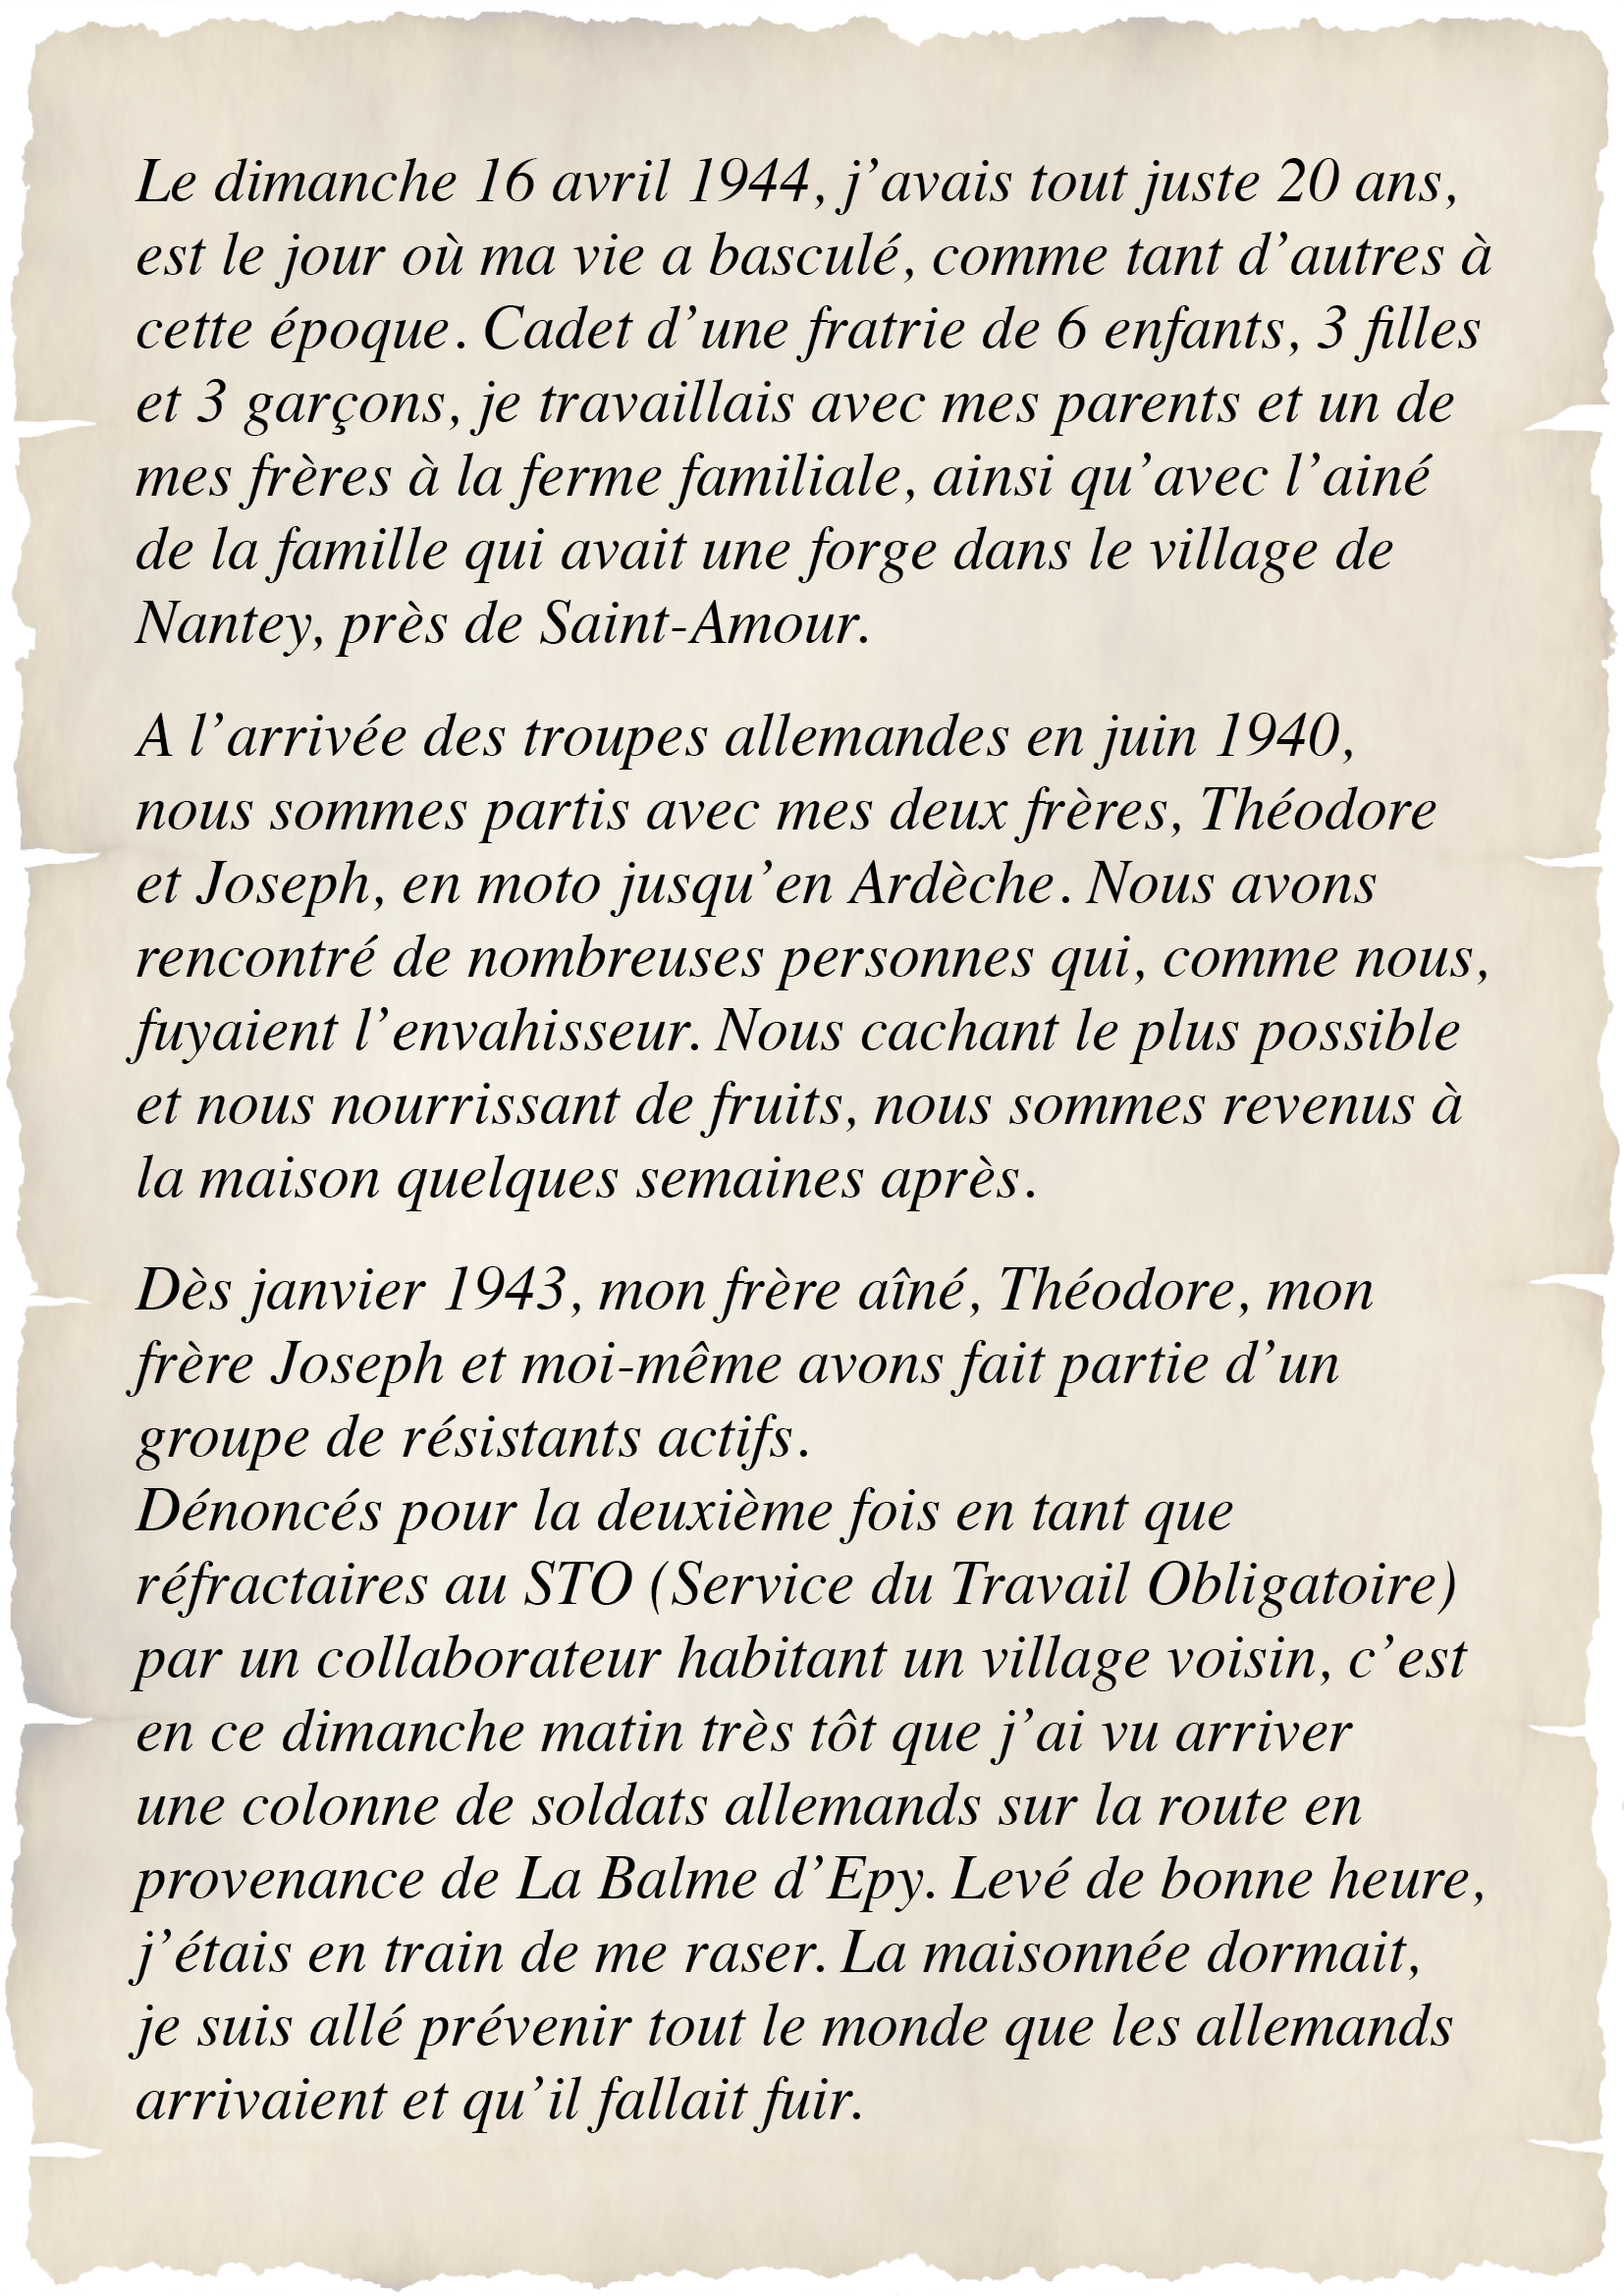 Le dimanche 16 avril 1944, j’avais tout juste 20 ans,
est le jour où ma vie a basculé, comme tant d’autres à
cette époque. Cadet d’une fratrie de 6 enfants, 3 filles
et 3 garçons, je travaillais avec mes parents et un de
mes frères à la ferme familiale, ainsi qu’avec l’ainé
de la famille qui avait une forge dans le village de
Nantey, près de Saint-Amour.
A l’arrivée des troupes allemandes en juin 1940,
nous sommes partis avec mes deux frères, Théodore
et Joseph, en moto jusqu’en Ardèche. Nous avons
rencontré de nombreuses personnes qui, comme nous,
fuyaient l’envahisseur. Nous cachant le plus possible
et nous nourrissant de fruits, nous sommes revenus à
la maison quelques semaines après.
Dès janvier 1943, mon frère aîné, Théodore, mon
frère Joseph et moi-même avons fait partie d’un
groupe de résistants actifs.
Dénoncés pour la deuxième fois en tant que
réfractaires au STO (Service du Travail Obligatoire)
par un collaborateur habitant un village voisin, c’est
en ce dimanche matin très tôt que j’ai vu arriver
une colonne de soldats allemands sur la route en
provenance de La Balme d’Epy. Levé de bonne heure,
j’étais en train de me raser. La maisonnée dormait,
je suis allé prévenir tout le monde que les allemands
arrivaient et qu’il fallait fuir.